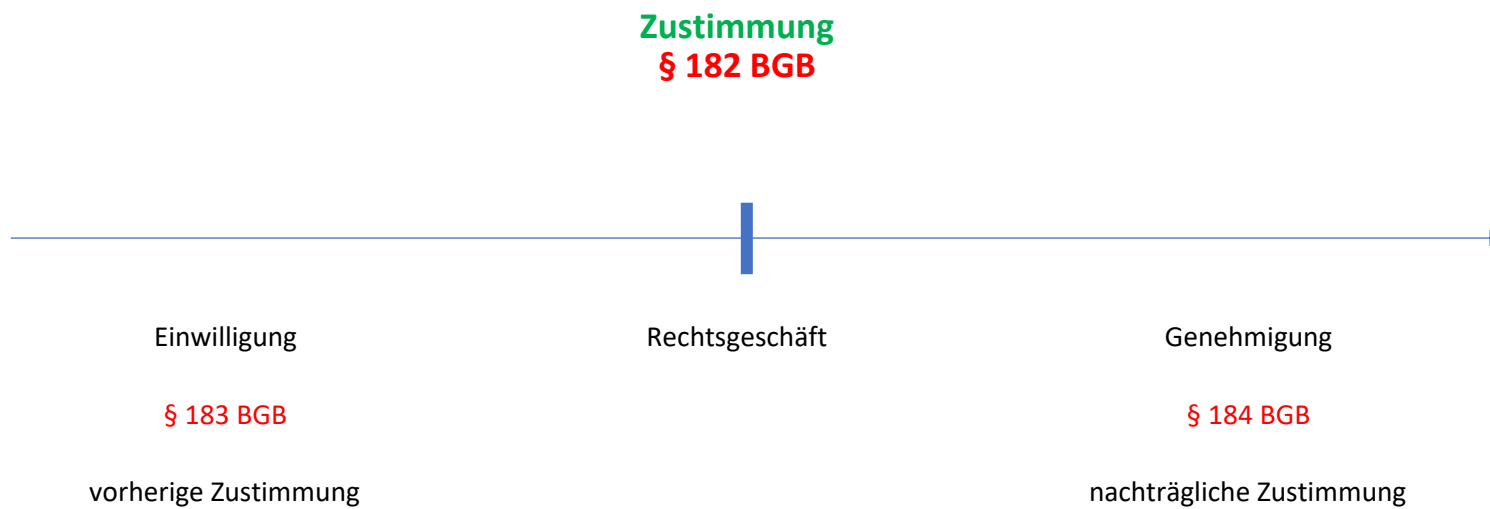 Zustimmung
§ 182 BGB
Einwilligung
Rechtsgeschäft
Genehmigung
§ 183 BGB
§ 184 BGB
vorherige Zustimmung
nachträgliche Zustimmung